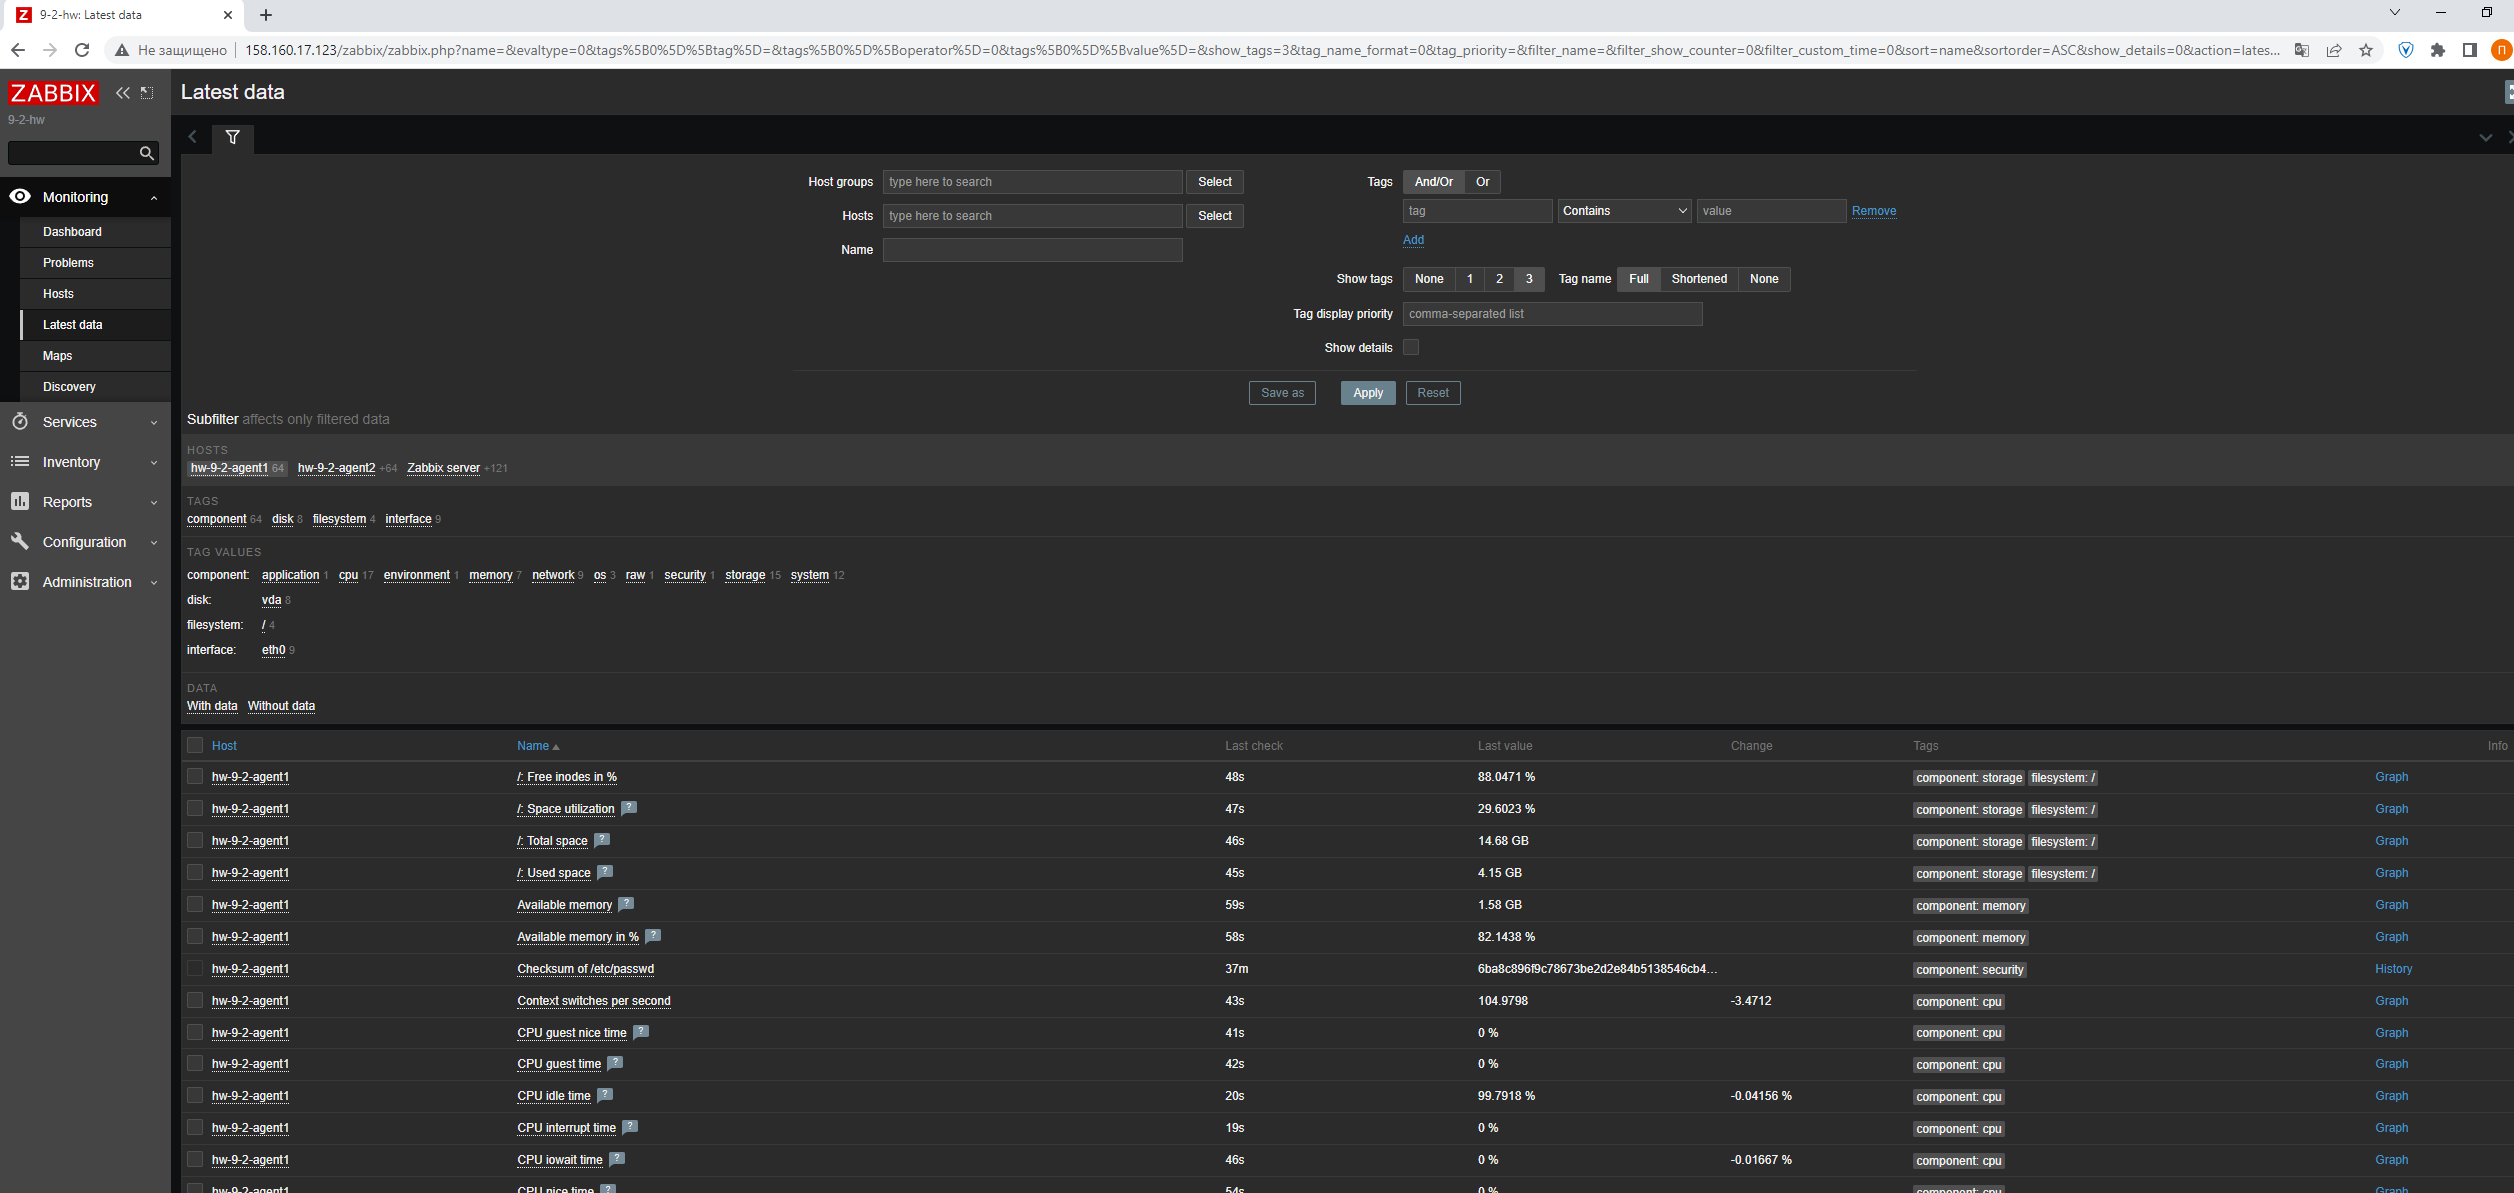 9-2-hw: Latest data
Не защищено 158.160.17.123/zabbix/zabbix.php?name=&evaltype=0&tags%5B0%5D%5Btag%5D=&tags%5B0%5D%5Boperator%5D=0&tags%5B0%5D%5Bvalue%5D=&show_tags=3&tag_name_format=0&tag_priority=&filter_name=&filter_show_counter=0&filter_custom_time=0&sort=name&sortorder=ASC&show_details=0&action=lates...
П
ZABBIX
9-2-hw
Monitoring
Dashboard
Problems
Hosts
Latest data
Maps
Discovery
Services
Inventory
Reports
Configuration
Administration
Latest data
Host groups type here to search Select
Hosts type here to search Select
Name
Tags And/Or Or
tag Contains value Remove
Add
Show tags None 1 2 3 Tag name Full Shortened None
Tag display priority comma-separated list
Show details
Save as Apply Reset
Subfilter affects only filtered data
HOSTS
hw-9-2-agent1 64 hw-9-2-agent2 +64 Zabbix server +121
TAGS
component 64 disk 8 filesystem 4 interface 9
TAG VALUES
component: application 1 cpu 17 environment 1 memory 7 network 9 os 3 raw 1 security 1 storage 15 system 12
disk: vda 8
filesystem: / 4
interface: eth0 9
DATA
With data Without data
Host Name Last check Last value Change Tags Info
hw-9-2-agent1 /: Free inodes in % 48s 88.0471 % component: storage filesystem: / Graph
hw-9-2-agent1 /: Space utilization ? 47s 29.6023 % component: storage filesystem: / Graph
hw-9-2-agent1 /: Total space ? 46s 14.68 GB component: storage filesystem: / Graph
hw-9-2-agent1 /: Used space ? 45s 4.15 GB component: storage filesystem: / Graph
hw-9-2-agent1 Available memory ? 59s 1.58 GB component: memory Graph
hw-9-2-agent1 Available memory in % ? 58s 82.1438 % component: memory Graph
hw-9-2-agent1 Checksum of /etc/passwd 37m 6ba8c896f9c78673be2d2e84b5138546cb4... component: security History
hw-9-2-agent1 Context switches per second 43s 104.9798 -3.4712 component: cpu Graph
hw-9-2-agent1 CPU guest nice time ? 41s 0 % component: cpu Graph
hw-9-2-agent1 CPU guest time ? 42s 0 % component: cpu Graph
hw-9-2-agent1 CPU idle time ? 20s 99.7918 % -0.04156 % component: cpu Graph
hw-9-2-agent1 CPU interrupt time ? 19s 0 % component: cpu Graph
hw-9-2-agent1 CPU iowait time ? 46s 0 % -0.01667 % component: cpu Graph
hw-9-2-agent1 CPU nice time ? 54s 0 % component: cpu Graph